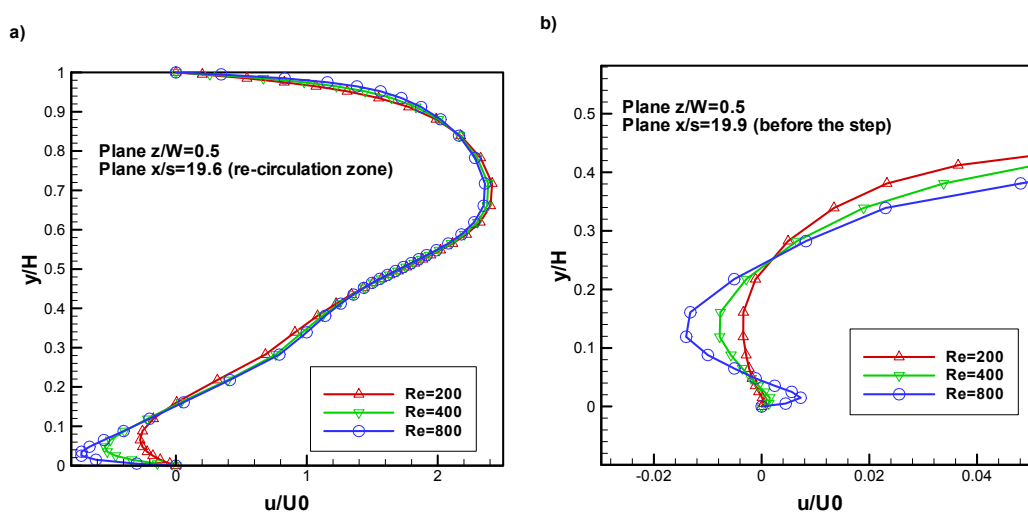 a)
y/H
1
0.9
0.8
0.7
0.6
0.5
0.4
0.3
0.2
0.1
0
Plane z/W=0.5
Plane x/s=19.6 (re-circulation zone)
Re=200
Re=400
Re=800
0
1
2
u/U0
b)
y/H
0.5
0.4
0.3
0.2
0.1
0
Plane z/W=0.5
Plane x/s=19.9 (before the step)
Re=200
Re=400
Re=800
-0.02
0
0.02
0.04
u/U0